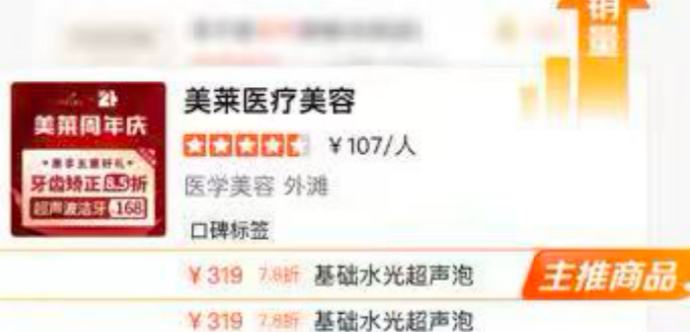 销量
美莱医疗美容
美莱周年庆
¥107/人
牙齿矫正8.5折
医学美容 外滩
超声波洁牙 168
口碑标签
¥319 7.8折 基础水光超声泡
主推商品
¥319 7.8折 基础水光超声泡